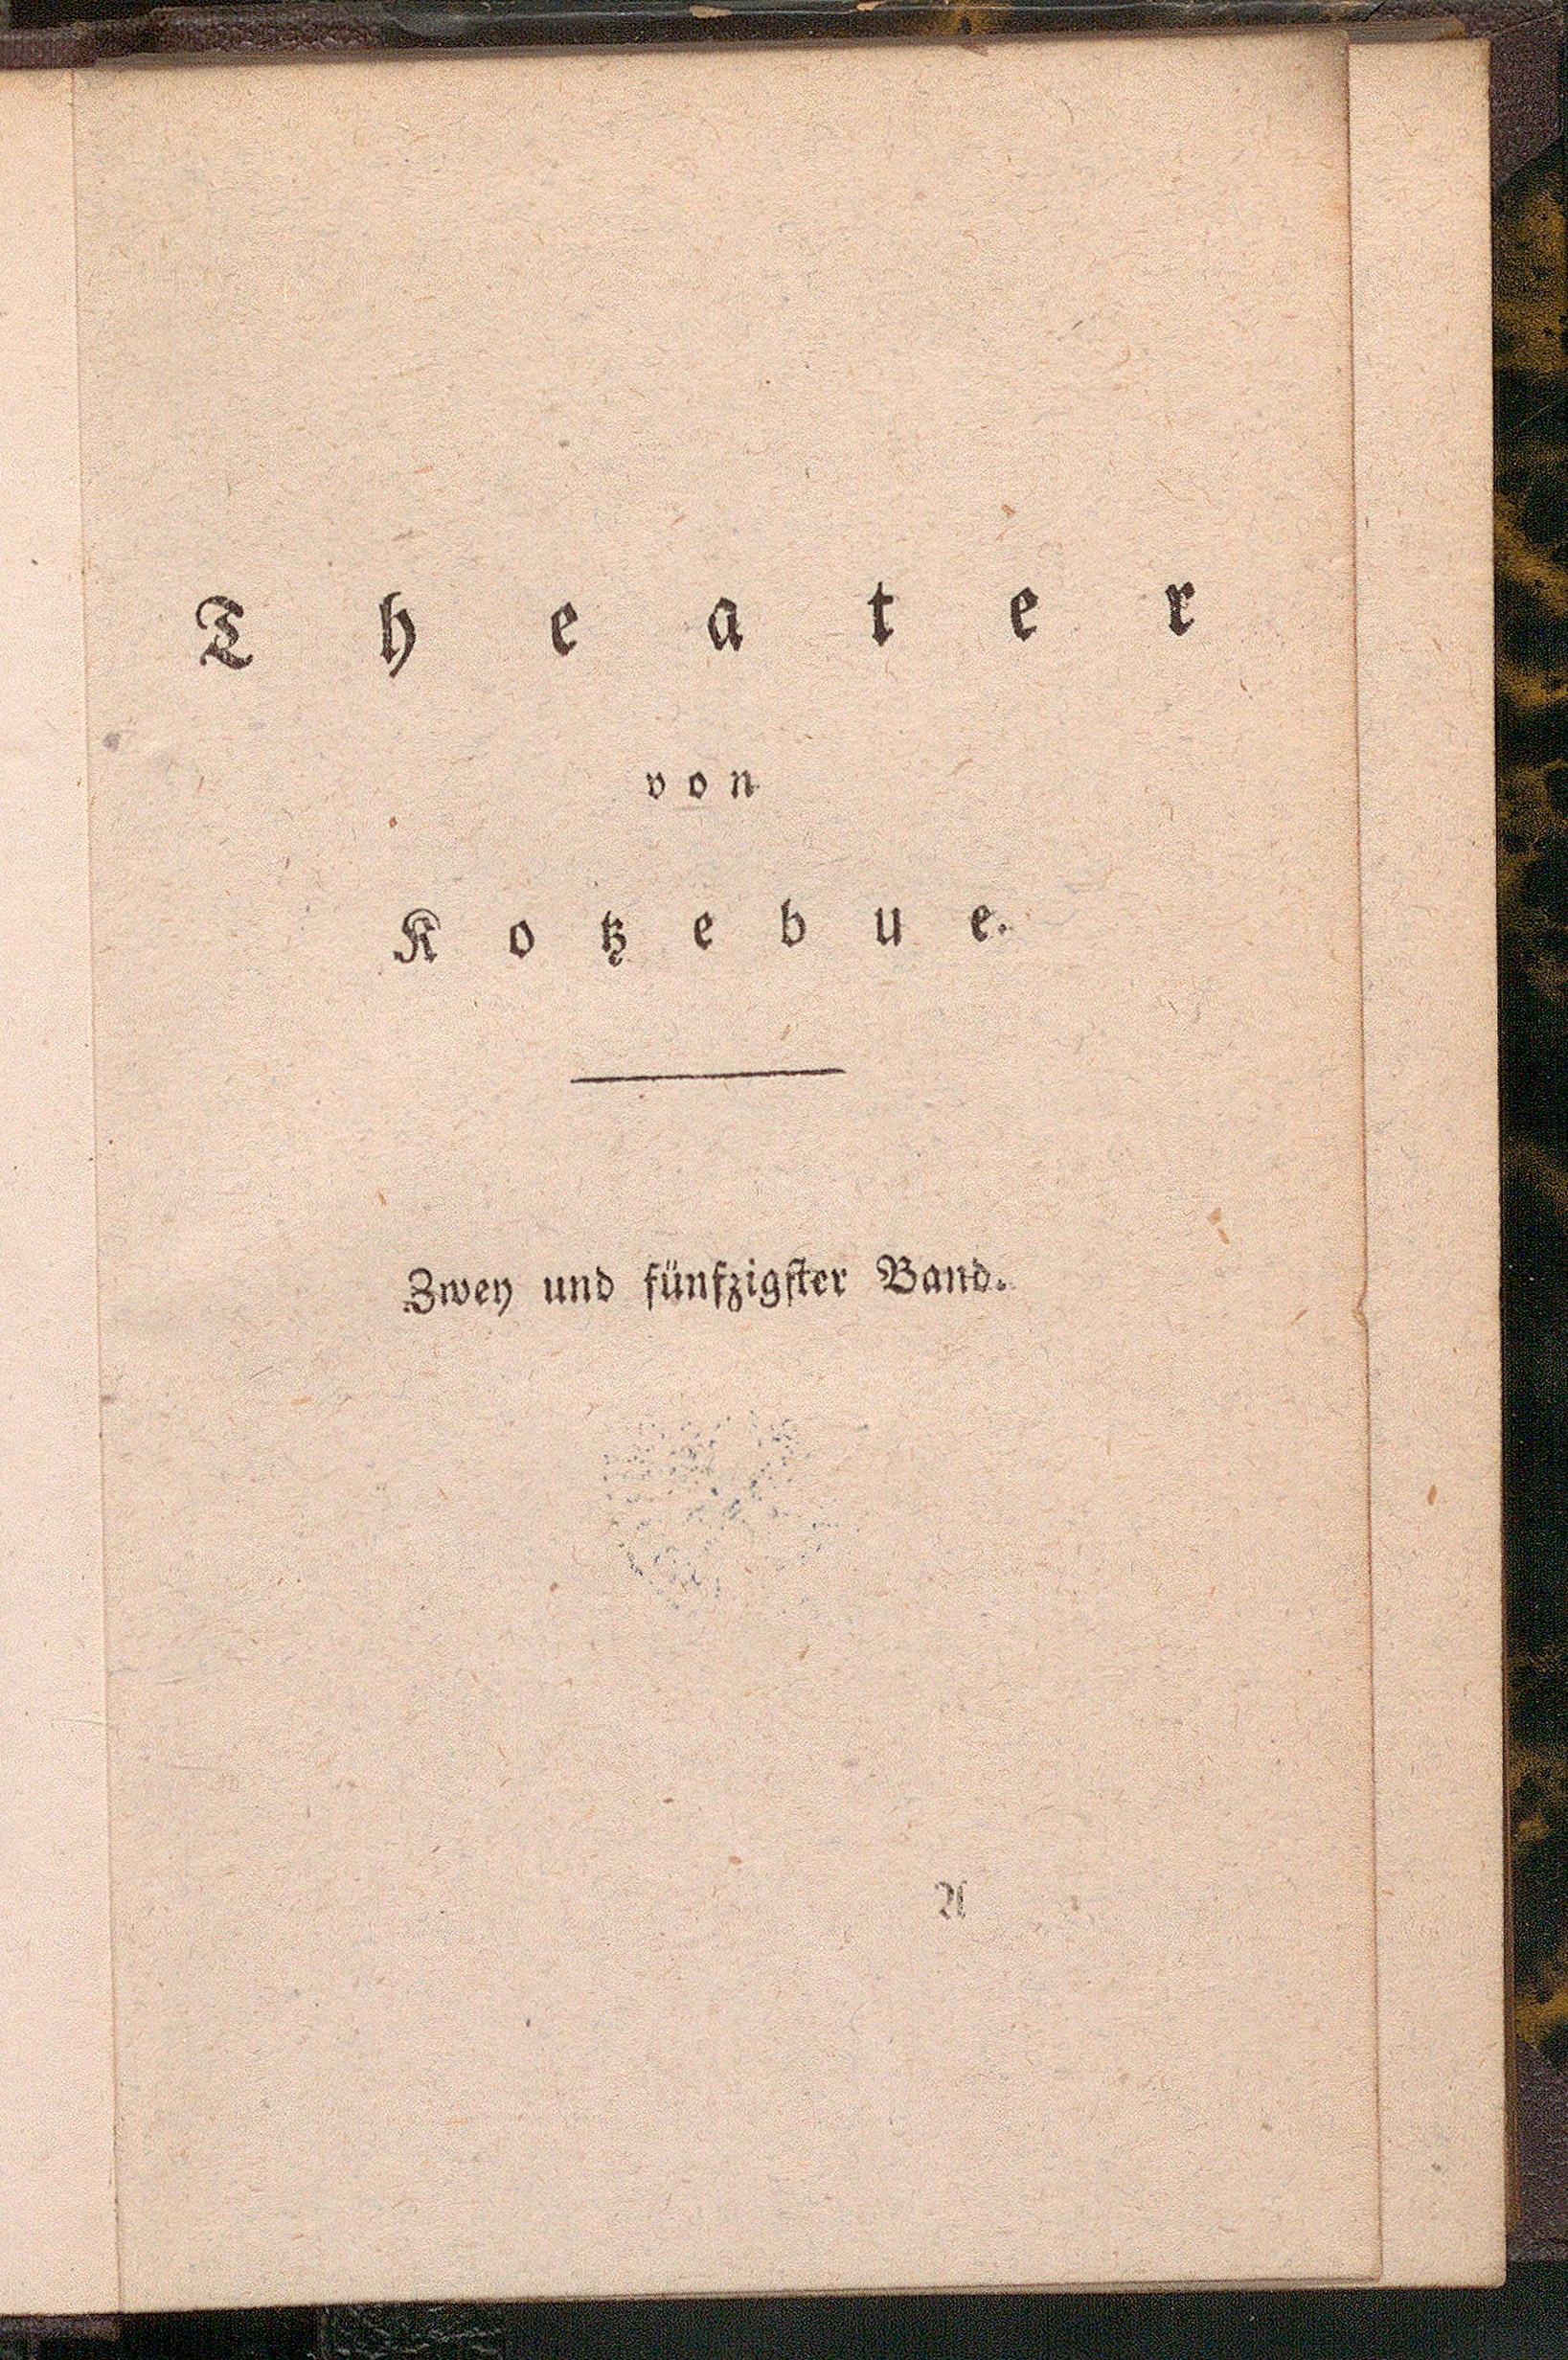 Theater
von
Kotzebue.
Zwey und fünfzigster Band.
A